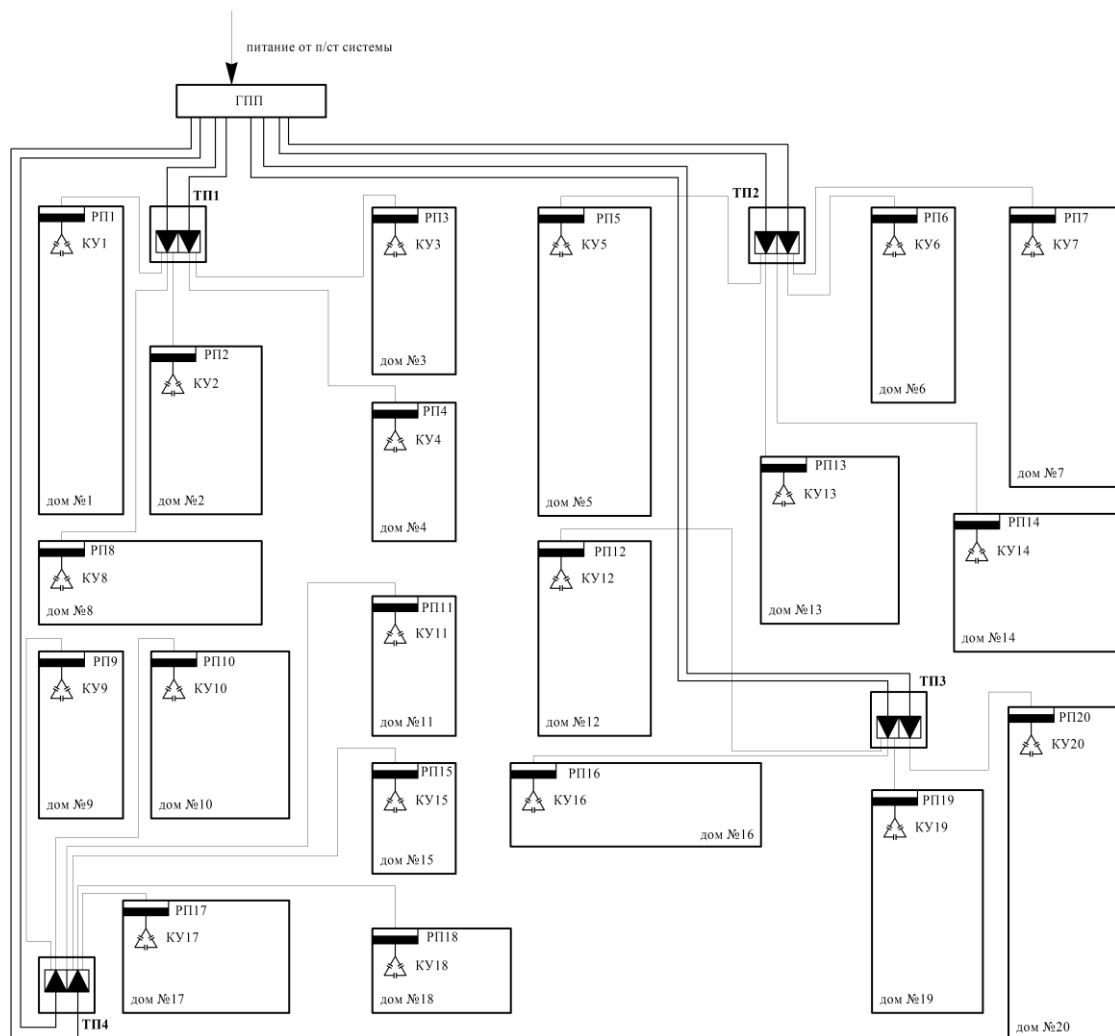 питание от п/ст системы
ГПП
ТП1
ТП2
РП1
РП3
РП5
РП6
РП7
КУ1
КУ3
КУ5
КУ6
КУ7
РП2
КУ2
дом №3
дом №6
РП4
КУ4
РП13
дом №7
КУ13
дом №1
дом №2
дом №4
дом №5
РП14
РП8
РП12
КУ14
КУ8
КУ12
дом №8
РП11
дом №13
КУ11
дом №14
РП9
РП10
ТП3
КУ9
КУ10
РП20
дом №11
дом №12
КУ20
РП15
РП16
КУ15
КУ16
РП19
дом №9
дом №10
КУ19
дом №16
дом №15
РП17
КУ17
РП18
КУ18
дом №17
дом №18
дом №19
ТП4
дом №20